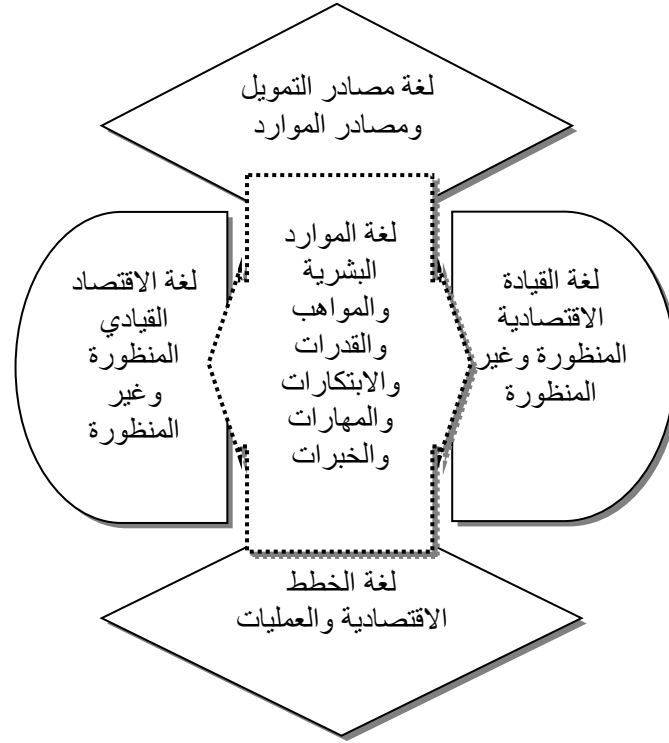 لغة مصادر التمويل
ومصادر الموارد
لغة القيادة
الاقتصادية
المنظورة وغير
المنظورة
لغة الموارد
البشرية
والمواهب
والقدرات
والابتكارات
والمهارات
والخبرات
لغة الاقتصاد
القيادي
المنظورة
وغير
المنظورة
لغة الخطط
الاقتصادية والعمليات